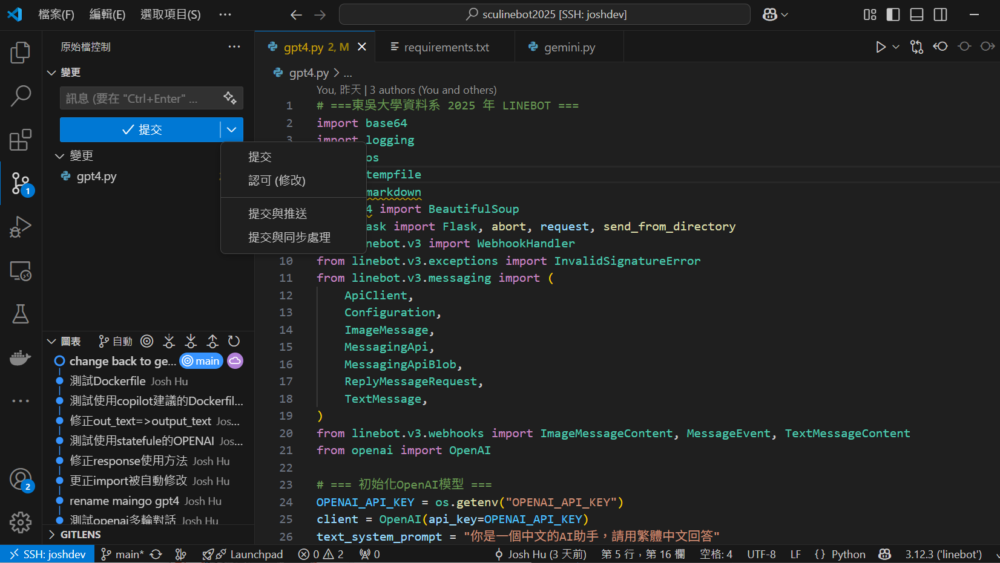 檔案(F) 編輯(E) 選取項目(S) ··· sculinebot2025 [SSH: joshdev]
原始檔控制 ···
gpt4.py 2, M requirements.txt gemini.py
變更
gpt4.py > ...
訊息 (要在 "Ctrl+Enter" ...
You, 昨天 | 3 authors (You and others)
提交
變更
gpt4.py
1
提交
認可 (修改)
提交與推送
提交與同步處理
1 # ===東吳大學資料系 2025 年 LINEBOT ===
2 import base64
3 import logging
os
tempfile
markdown
4 import BeautifulSoup
ask import Flask, abort, request, send_from_directory
nebot.v3 import WebhookHandler
10 from linebot.v3.exceptions import InvalidSignatureError
11 from linebot.v3.messaging import (
12 ApiClient,
13 Configuration,
14 ImageMessage,
15 MessagingApi,
16 MessagingApiBlob,
17 ReplyMessageRequest,
18 TextMessage,
19 )
20 from linebot.v3.webhooks import ImageMessageContent, MessageEvent, TextMessageContent
21 from openai import OpenAI
22
23 # === 初始化OpenAI模型 ===
24 OPENAI_API_KEY = os.getenv("OPENAI_API_KEY")
25 client = OpenAI(api_key=OPENAI_API_KEY)
26 text_system_prompt = "你是一個中文的AI助手，請用繁體中文回答"
圖表 自動
change back to ge... main
測試Dockerfile Josh Hu
測試使用copilot建議的Dockerfil...
修正out_text=>output_text Jos...
測試使用statefule的OPENAI Jos...
修正response使用方法 Josh Hu
更正import被自動修改 Josh Hu
rename maingo gpt4 Josh Hu
測試openai多輪對話 Josh Hu
GITLENS
2
SSH: joshdev main* Launchpad 0 2 0 Josh Hu (3 天前) 第 5 行，第 16 欄 空格: 4 UTF-8 LF {} Python 3.12.3 ('linebot')